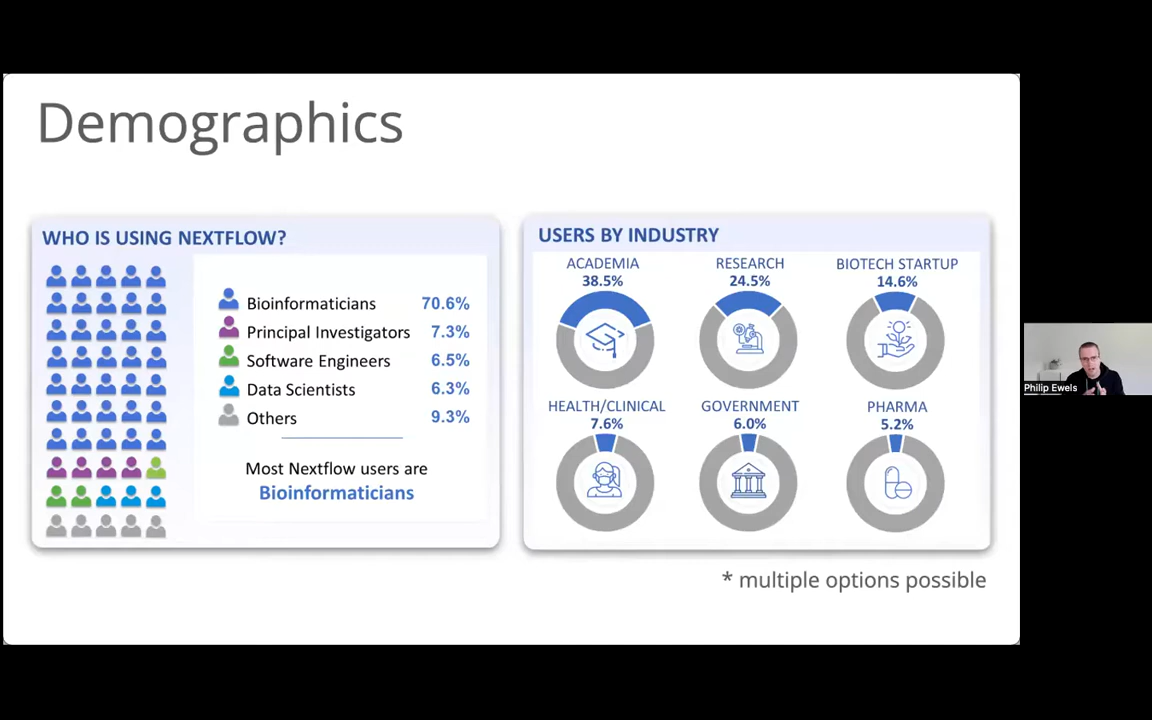 Demographics
WHO IS USING NEXTFLOW?
Bioinformaticians 70.6%
Principal Investigators 7.3%
Software Engineers 6.5%
Data Scientists 6.3%
Others 9.3%
Most Nextflow users are
Bioinformaticians
USERS BY INDUSTRY
ACADEMIA
38.5%
RESEARCH
24.5%
BIOTECH STARTUP
14.6%
HEALTH/CLINICAL
7.6%
GOVERNMENT
6.0%
PHARMA
5.2%
* multiple options possible
Philip Ewels